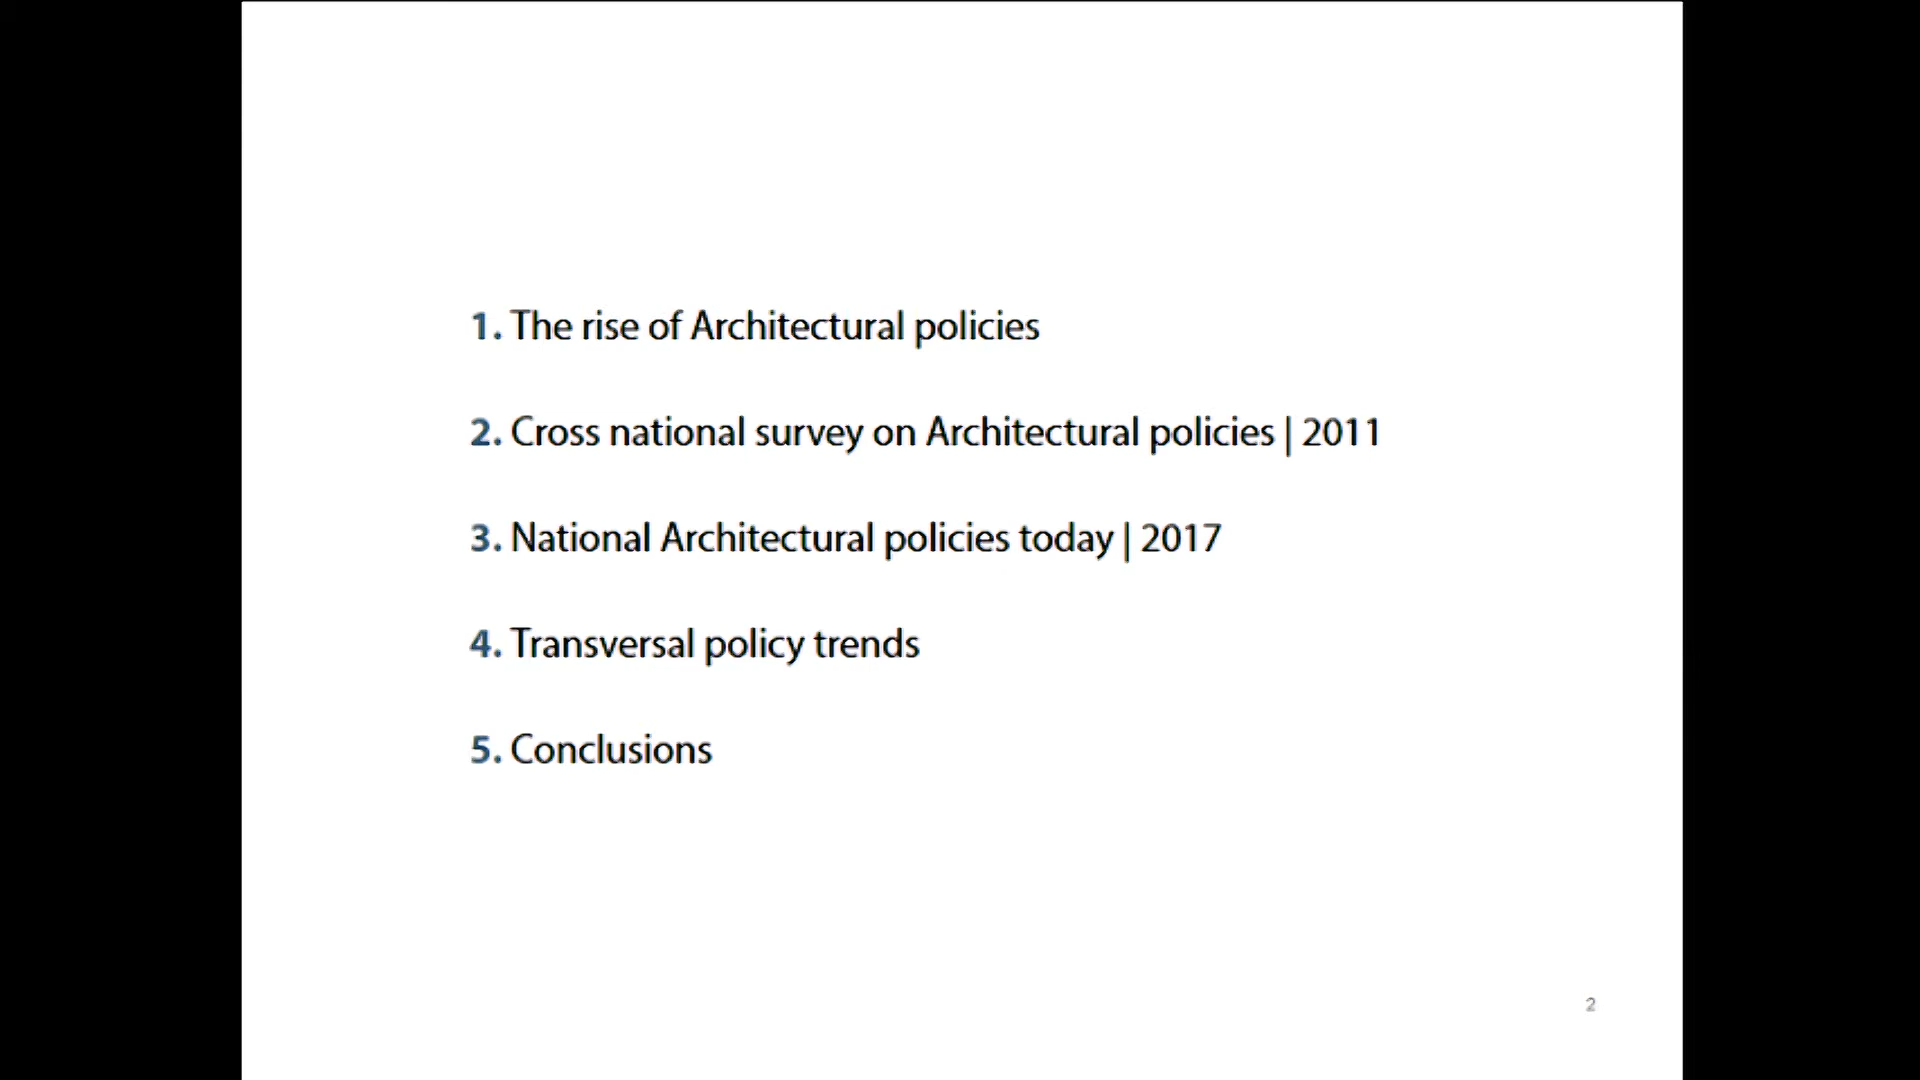 1. The rise of Architectural policies
2. Cross national survey on Architectural policies | 2011
3. National Architectural policies today | 2017
4. Transversal policy trends
5. Conclusions
2